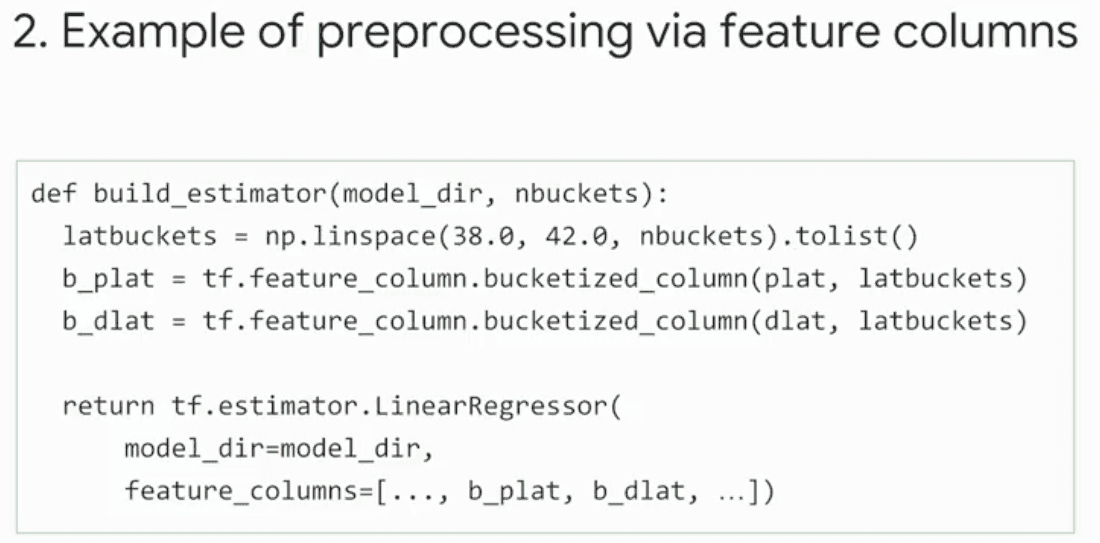 2. Example of preprocessing via feature columns
def build_estimator(model_dir, nbuckets):
  latbuckets = np.linspace(38.0, 42.0, nbuckets).tolist()
  b_plat = tf.feature_column.bucketized_column(plat, latbuckets)
  b_dlat = tf.feature_column.bucketized_column(dlat, latbuckets)
  return tf.estimator.LinearRegressor(
      model_dir=model_dir,
      feature_columns=[..., b_plat, b_dlat, ...])